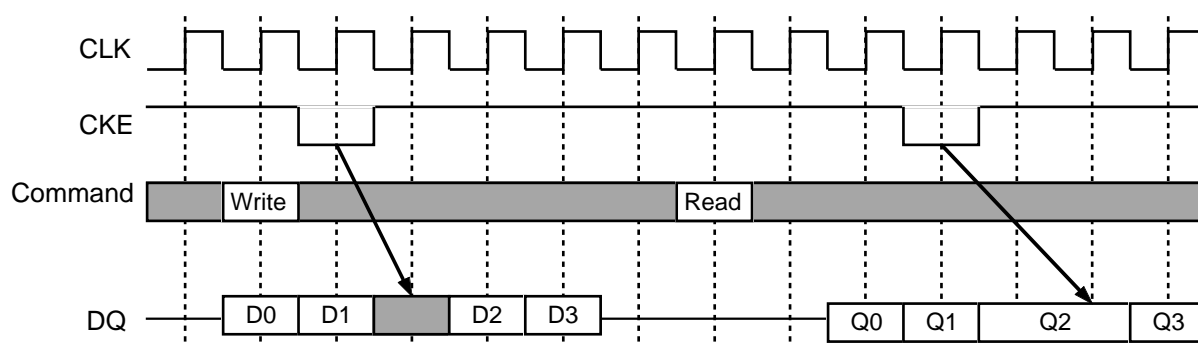 CLK
CKE
Command Write Read
DQ D0 D1 D2 D3 Q0 Q1 Q2 Q3